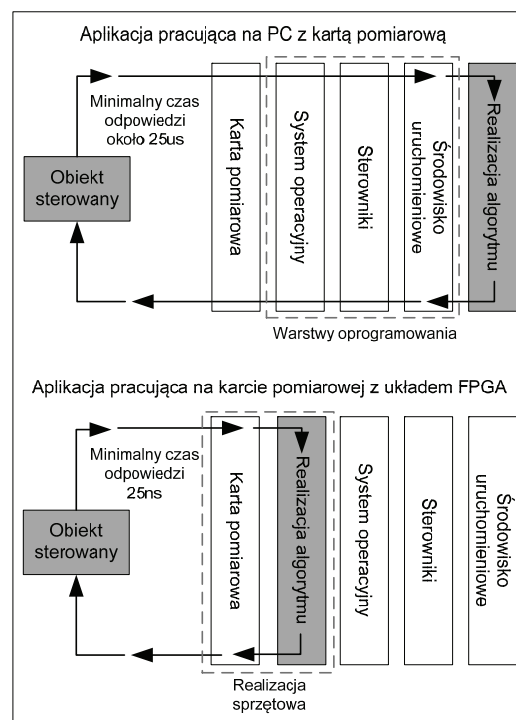 Aplikacja pracująca na PC z kartą pomiarową
Minimalny czas
odpowiedzi
około 25us
Obiekt
sterowany
Karta pomiarowa
System operacyjny
Sterowniki
Środowisko
uruchomieniowe
Realizacja algorytmu
Warstwy oprogramowania
Aplikacja pracująca na karcie pomiarowej z układem FPGA
Minimalny czas
odpowiedzi
25ns
Obiekt
sterowany
Karta pomiarowa
Realizacja algorytmu
System operacyjny
Sterowniki
Środowisko
uruchomieniowe
Realizacja
sprzętowa